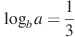 log_b a = 1/3